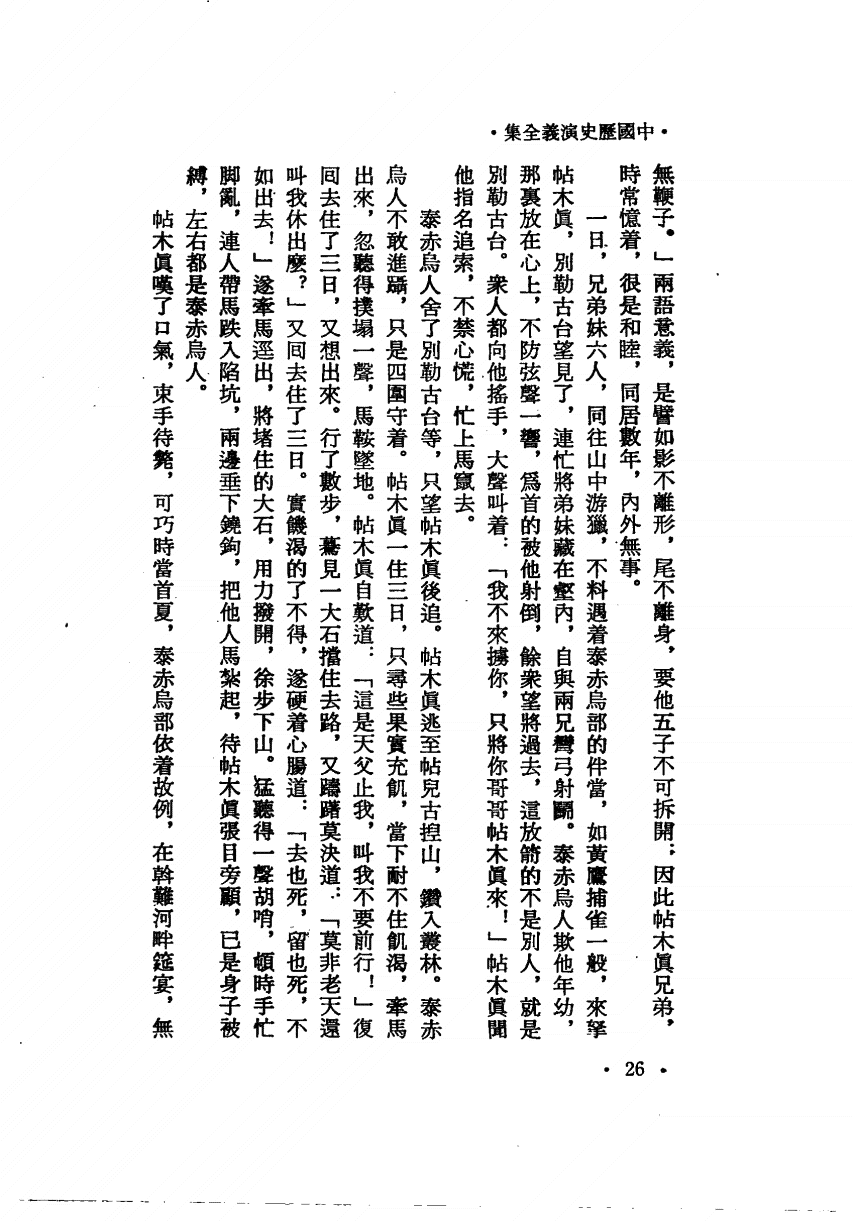 ·中國歷史演義全集·
無鞭子。」兩語意義，是譬如影不離形，尾不離身，要他五子不可拆開；因此帖木眞兄弟，
時常憶着，很是和睦，同居數年，內外無事。
一日，兄弟妹六人，同往山中游獵，不料遇着泰赤烏部的伴當，如黃鷹捕雀一般，來拏
帖木眞，別勒古台望見了，連忙將弟妹藏在壑內，自與兩兄彎弓射鬭。泰赤烏人欺他年幼，
那裏放在心上，不防弦聲一響，爲首的被他射倒，餘衆望將過去，這放箭的不是別人，就是
別勒古台。衆人都向他搖手，大聲叫着：「我不來擄你，只將你哥哥帖木眞來！」帖木眞聞
他指名追索，不禁心慌，忙上馬竄去。
泰赤烏人舍了別勒古台等，只望帖木眞後追。帖木眞逃至帖兒古揑山，鑽入叢林。泰赤
烏人不敢進躡，只是四圍守着。帖木眞一住三日，只尋些果實充飢，當下耐不住飢渴，牽馬
出來，忽聽得撲塌一聲，馬鞍墜地。帖木眞自歎道：「這是天父止我，叫我不要前行！」復
囘去住了三日，又想出來。行了數步，驀見一大石擋住去路，又躊躇莫決道：「莫非老天還
叫我休出麼？」又囘去住了三日。實饑渴的了不得，遂硬着心腸道：「去也死，留也死，不
如出去！」遂牽馬逕出，將堵住的大石，用力撥開，徐步下山。猛聽得一聲胡哨，頓時手忙
脚亂，連人帶馬跌入陷坑，兩邊垂下鐃鉤，把他人馬紮起，待帖木眞張目旁顧，已是身子被
縛，左右都是泰赤烏人。
帖木眞嘆了口氣，束手待斃，可巧時當首夏，泰赤烏部依着故例，在斡難河畔筵宴，無
· 26 ·